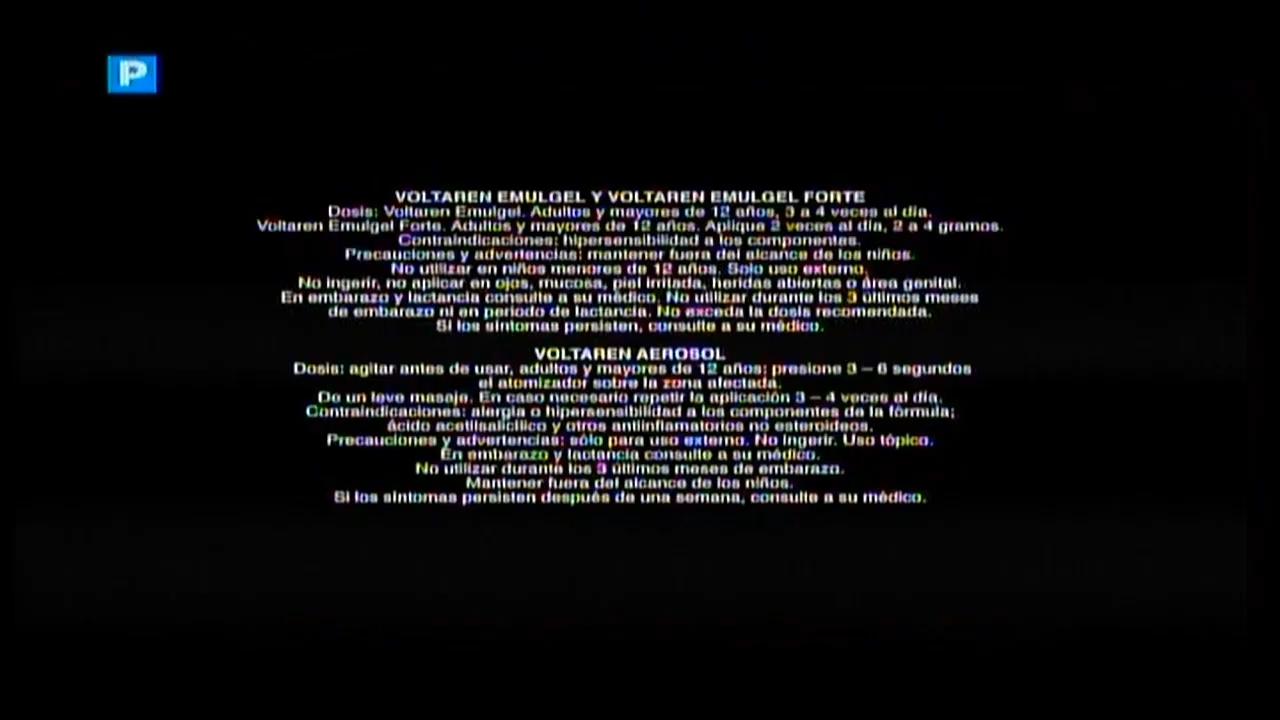 P
VOLTAREN EMULGEL Y VOLTAREN EMULGEL FORTE
Dosis: Voltaren Emulgel. Adultos y mayores de 12 años, 3 a 4 veces al día.
Voltaren Emulgel Forte. Adultos y mayores de 12 años. Aplique 2 veces al día, 2 a 4 gramos.
Contraindicaciones: hipersensibilidad a los componentes.
Precauciones y advertencias: mantener fuera del alcance de los niños.
No utilizar en niños menores de 12 años. Solo uso externo.
No ingerir, no aplicar en ojos, mucosa, piel irritada, heridas abiertas o área genital.
En embarazo y lactancia consulte a su médico. No utilizar durante los 3 últimos meses
de embarazo ni en periodo de lactancia. No exceda la dosis recomendada.
Si los síntomas persisten, consulte a su médico.
VOLTAREN AEROSOL
Dosis: agitar antes de usar, adultos y mayores de 12 años: presione 3 – 6 segundos
el atomizador sobre la zona afectada.
De un leve masaje. En caso necesario repetir la aplicación 3 – 4 veces al día.
Contraindicaciones: alergia o hipersensibilidad a los componentes de la fórmula;
ácido acetilsalicílico y otros antiinflamatorios no esteroideos.
Precauciones y advertencias: sólo para uso externo. No ingerir. Uso tópico.
En embarazo y lactancia consulte a su médico.
No utilizar durante los 3 últimos meses de embarazo.
Mantener fuera del alcance de los niños.
Si los síntomas persisten después de una semana, consulte a su médico.